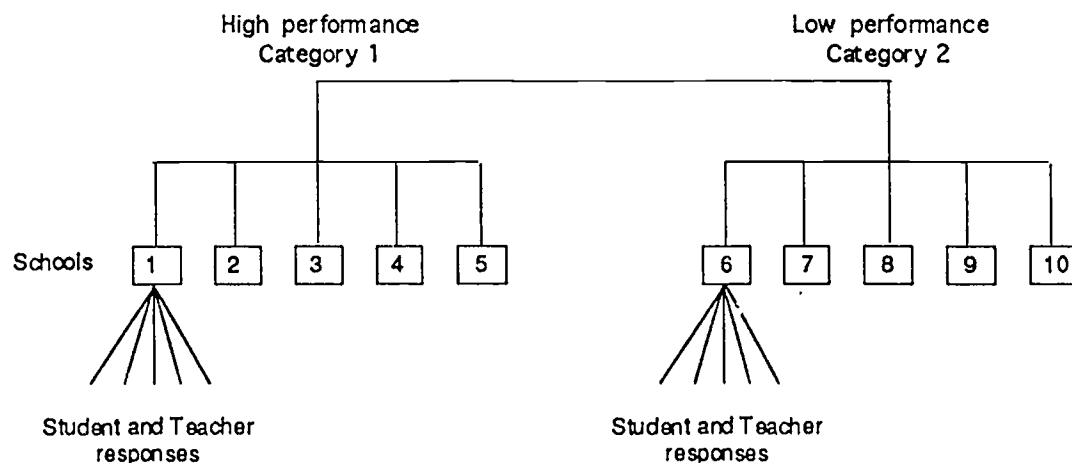 High performance
Category 1
Low performance
Category 2
Schools 1 2 3 4 5 6 7 8 9 10
Student and Teacher
responses
Student and Teacher
responses